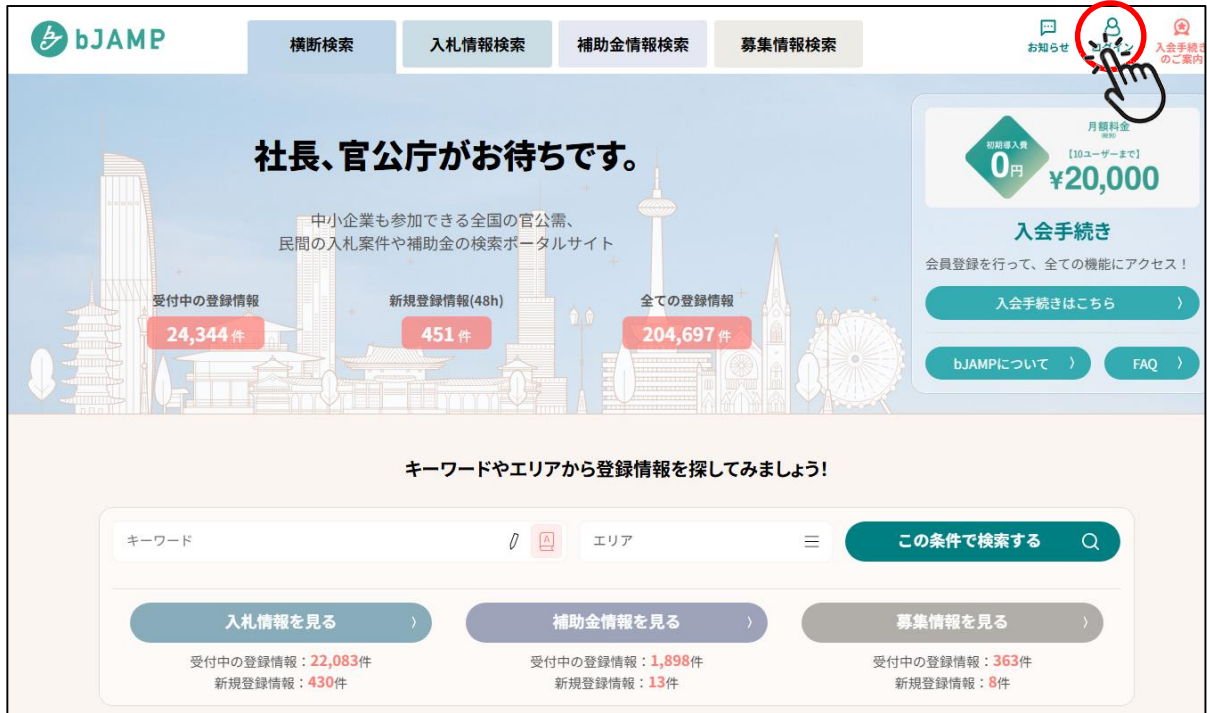 bJAMP
横断検索
入札情報検索
補助金情報検索
募集情報検索
お知らせ
ログイン
入会手続き
のご案内
社長、官公庁がお待ちです。
中小企業も参加できる全国の官公需、
民間の入札案件や補助金の検索ポータルサイト
受付中の登録情報
24,344 件
新規登録情報(48h)
451 件
全ての登録情報
204,697 件
初期導入費
0円
月額料金
(税別)
【10ユーザーまで】
¥20,000
入会手続き
会員登録を行って、全ての機能にアクセス！
入会手続きはこちら 〉
bJAMPについて 〉
FAQ 〉
キーワードやエリアから登録情報を探してみましょう!
キーワード
A
エリア
この条件で検索する
入札情報を見る 〉
補助金情報を見る 〉
募集情報を見る 〉
受付中の登録情報：22,083件
新規登録情報：430件
受付中の登録情報：1,898件
新規登録情報：13件
受付中の登録情報：363件
新規登録情報：8件